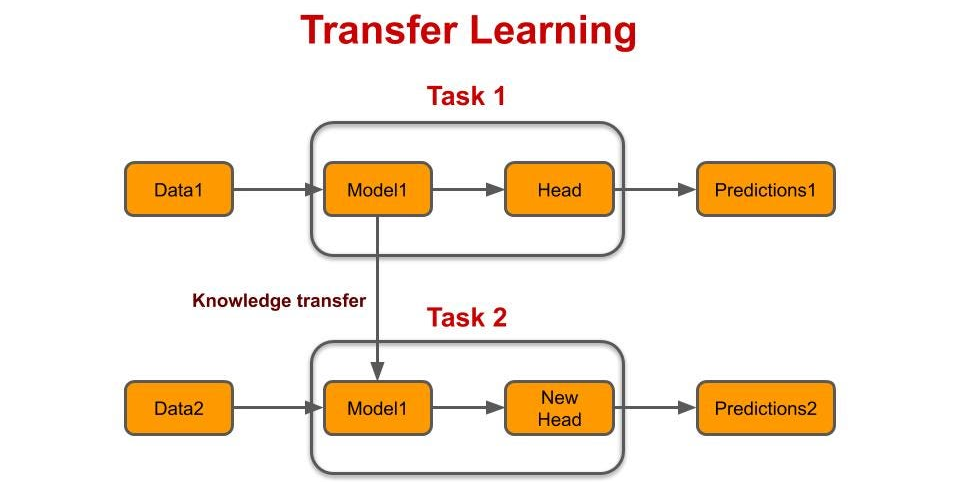 Transfer Learning
Task 1
Data1
Model1
Head
Predictions1
Knowledge transfer
Task 2
Data2
Model1
New
Head
Predictions2